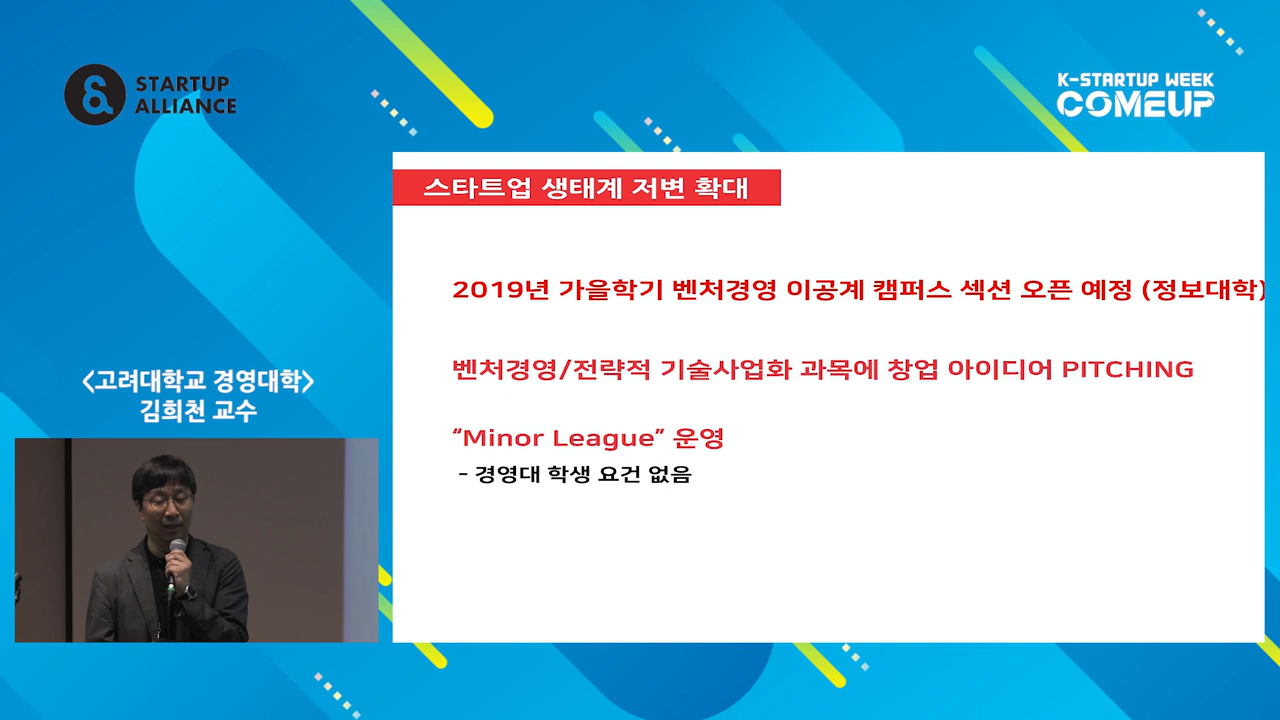 STARTUP
ALLIANCE
K-STARTUP WEEK
COMEUP
스타트업 생태계 저변 확대
2019년 가을학기 벤처경영 이공계 캠퍼스 섹션 오픈 예정 (정보대학)
벤처경영/전략적 기술사업화 과목에 창업 아이디어 PITCHING
“Minor League” 운영
- 경영대 학생 요건 없음
<고려대학교 경영대학>
김희천 교수